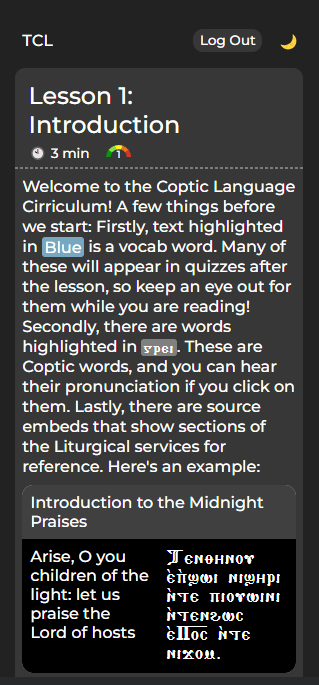 TCL
Log Out
Lesson 1:
Introduction
3 min 1
Welcome to the Coptic Language
Cirriculum! A few things before
we start: Firstly, text highlighted
in Blue is a vocab word. Many of
these will appear in quizzes after
the lesson, so keep an eye out for
them while you are reading!
Secondly, there are words
highlighted in . These are
Coptic words, and you can hear
their pronunciation if you click on
them. Lastly, there are source
embeds that show sections of
the Liturgical services for
reference. Here's an example:
Introduction to the Midnight
Praises
Arise, O you
children of the
light: let us
praise the
Lord of hosts
Ⲧⲉⲛⲑⲏⲛⲟⲩ
ⲉ̀ⲡ̀ϣⲱⲓ ⲛⲓϣⲏⲣⲓ
ⲛ̀ⲧⲉ ⲡⲓⲟⲩⲱⲓⲛⲓ
ⲛ̀ⲧⲉⲛϩⲱⲥ
ⲉ̀Ⲡ̅ⲟ̅ⲥ̅ ⲛ̀ⲧⲉ
ⲛⲓϫⲟⲙ.